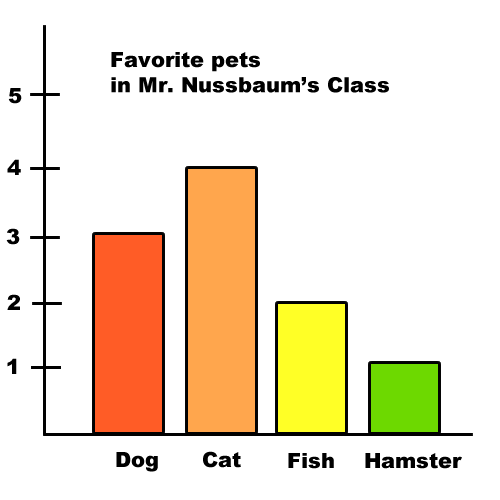 Favorite pets
in Mr. Nussbaum’s Class
5
4
3
2
1
Dog Cat Fish Hamster